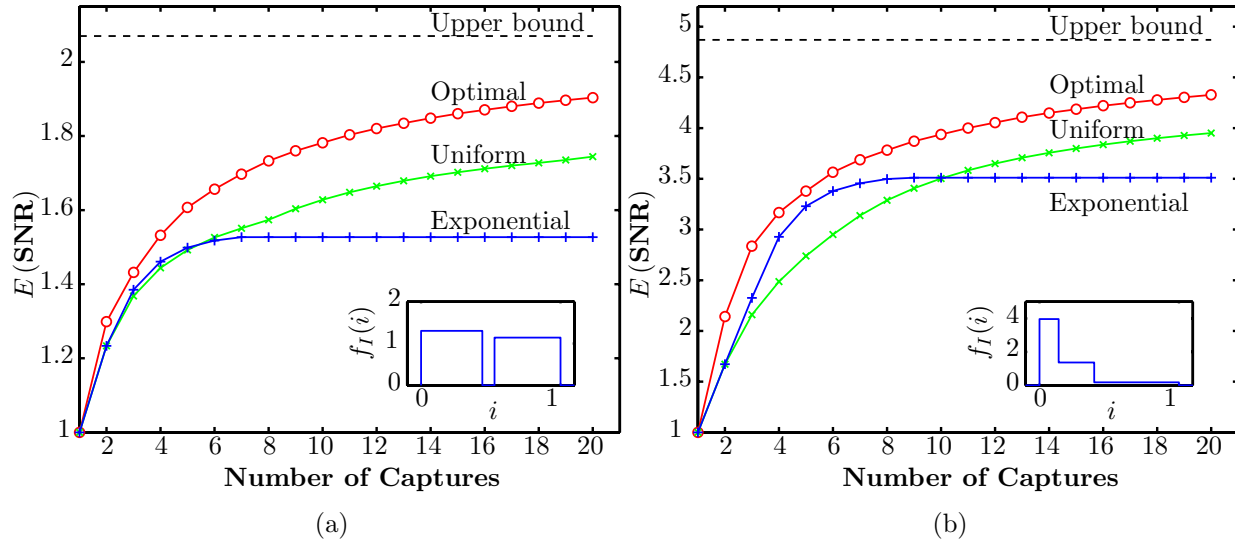 Upper bound
2
Optimal
1.8
Uniform
E(SNR)
1.6
Exponential
1.4
2
f_I(i)
1
1.2
0
0
i
1
1
2
4
6
8
10
12
14
16
18
20
Number of Captures
(a)
5
Upper bound
4.5
Optimal
4
Uniform
3.5
E(SNR)
Exponential
3
2.5
4
f_I(i)
2
2
0
1.5
0
i
1
1
2
4
6
8
10
12
14
16
18
20
Number of Captures
(b)